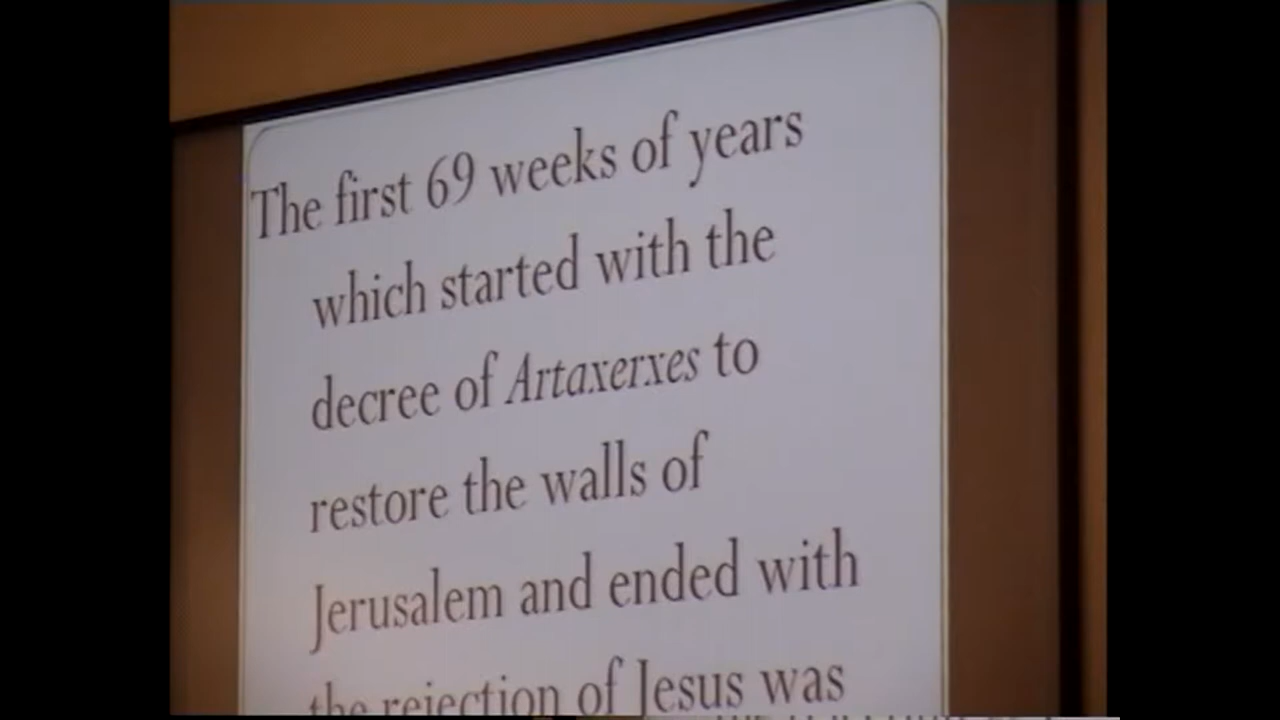 The first 69 weeks of years
which started with the
decree of Artaxerxes to
restore the walls of
Jerusalem and ended with
the rejection of Jesus was